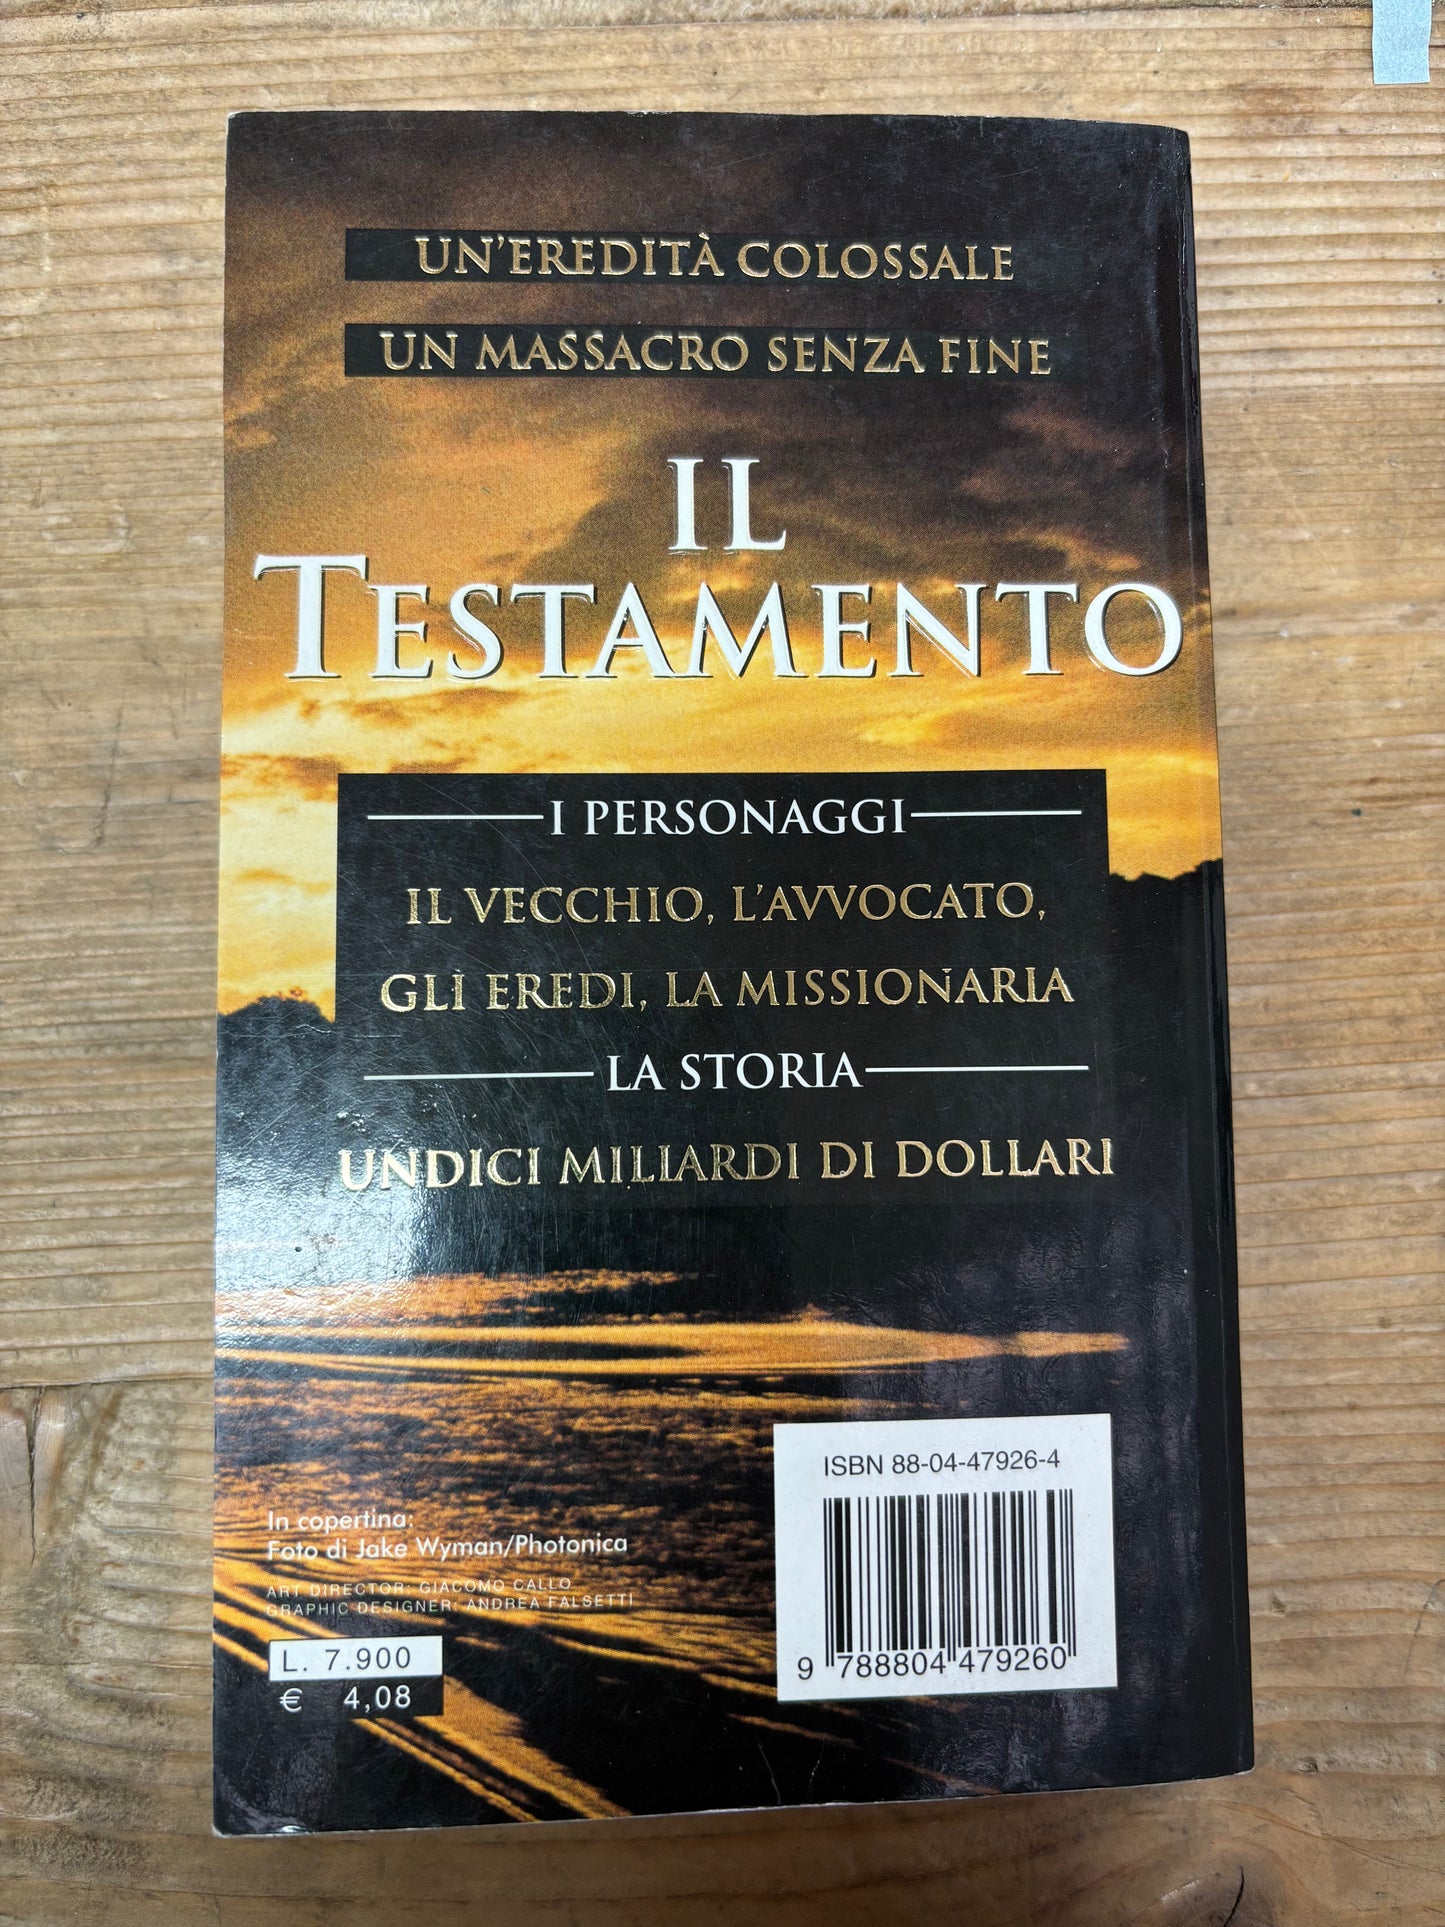 UN'EREDITÀ COLOSSALE
UN MASSACRO SENZA FINE
IL
TESTAMENTO
I PERSONAGGI
IL VECCHIO, L'AVVOCATO,
GLI EREDI, LA MISSIONARIA
LA STORIA
UNDICI MILIARDI DI DOLLARI
In copertina:
Foto di Jake Wyman/Photonica
ART DIRECTOR: GIACOMO CALLO
GRAPHIC DESIGNER: ANDREA FALSETTI
L. 7.900
€ 4,08
ISBN 88-04-47926-4
9 788804 479260